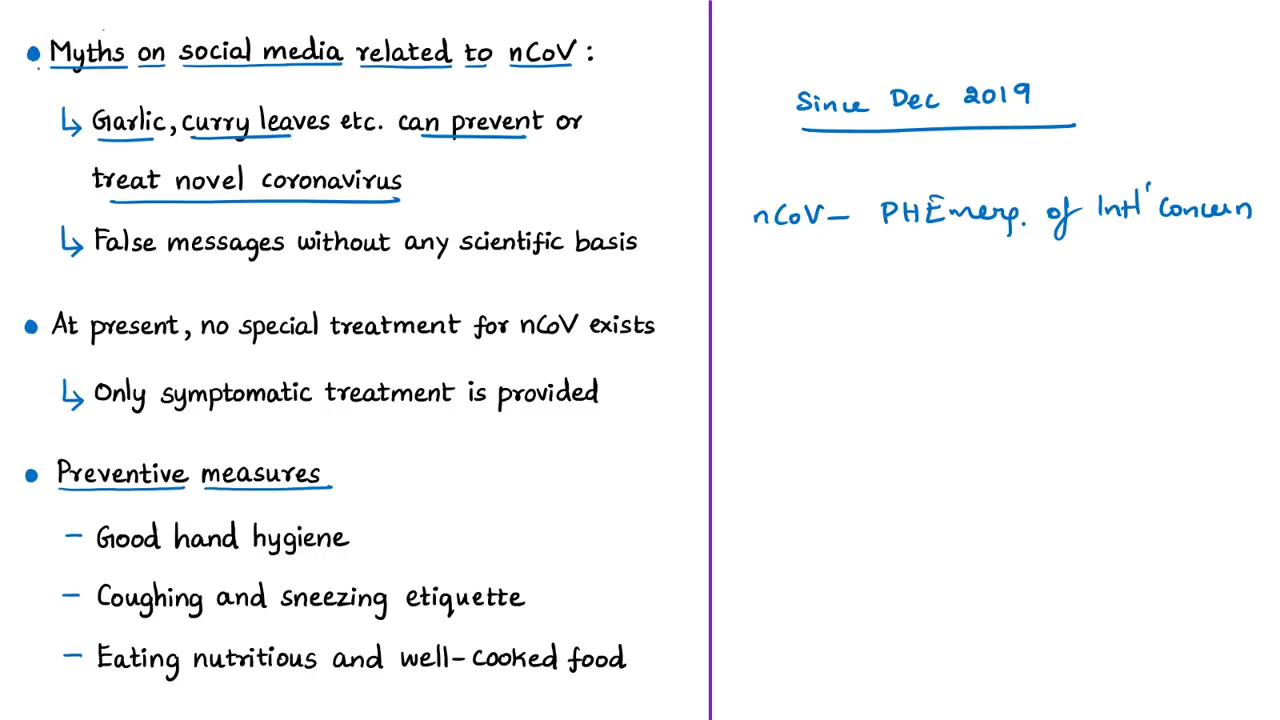 Myths on social media related to nCoV :
Garlic, curry leaves etc. can prevent or
treat novel coronavirus
False messages without any scientific basis
At present, no special treatment for nCoV exists
Only symptomatic treatment is provided
Preventive measures
– Good hand hygiene
– Coughing and sneezing etiquette
– Eating nutritious and well-cooked food
Since Dec 2019
nCoV – PHEmerg. of Intl' Concern